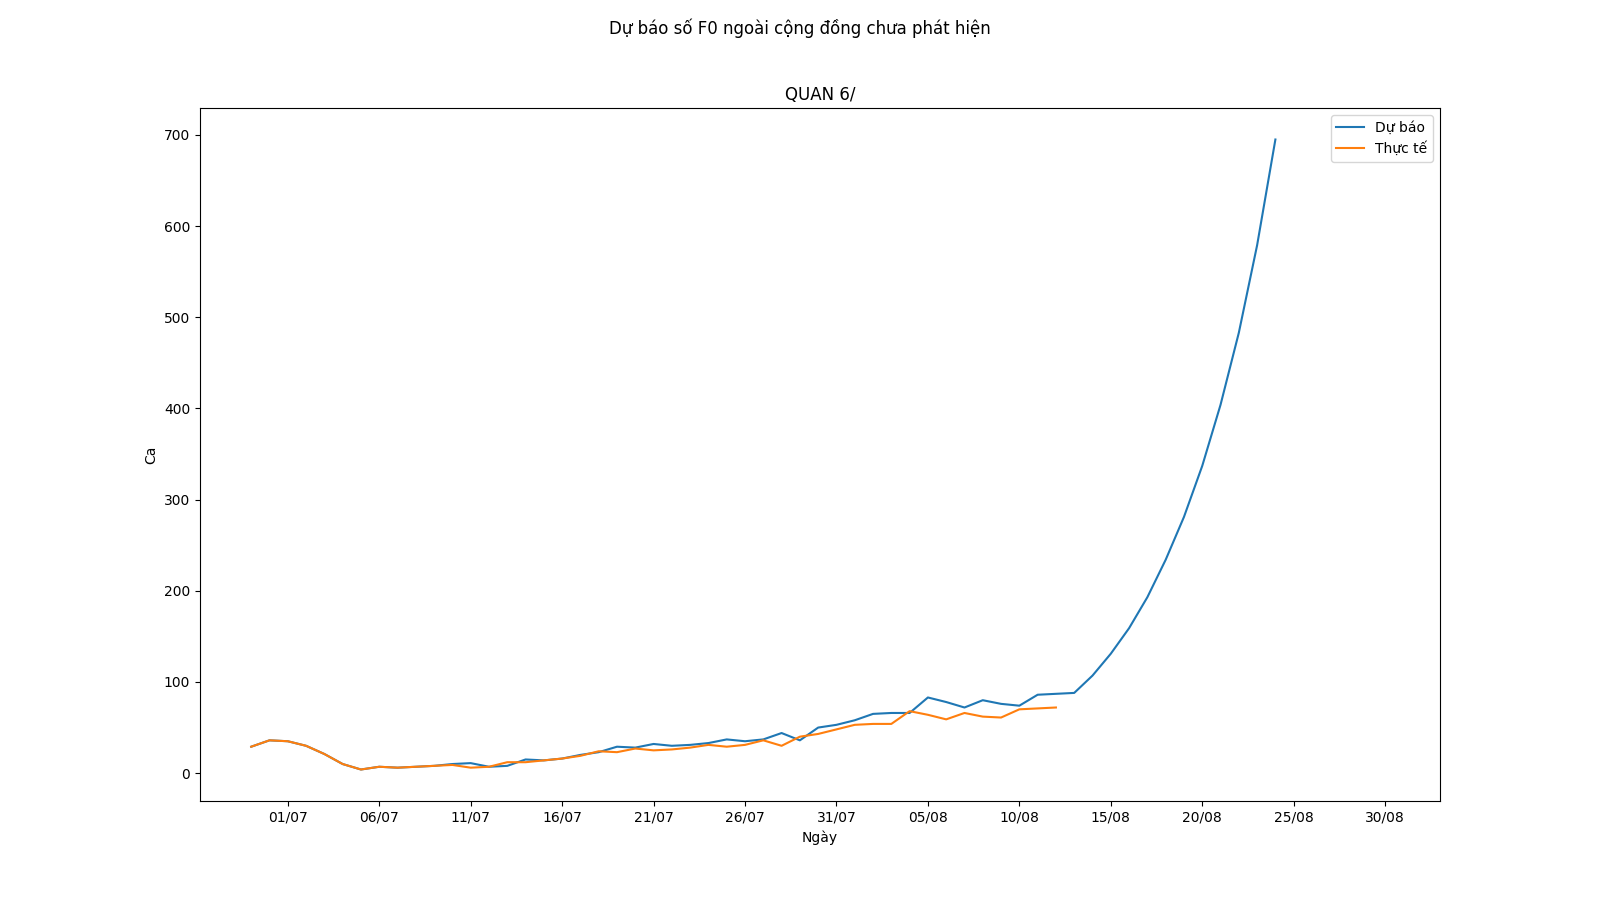 Dự báo số F0 ngoài cộng đồng chưa phát hiện
QUAN 6/
Dự báo
Thực tế
700
600
500
400
300
200
100
0
Ca
01/07 06/07 11/07 16/07 21/07 26/07 31/07 05/08 10/08 15/08 20/08 25/08 30/08
Ngày